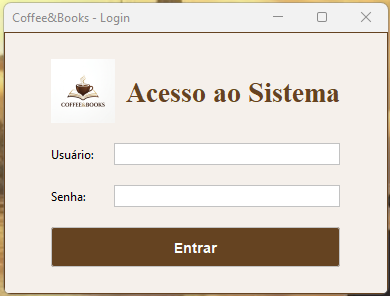 Coffee&Books - Login
Acesso ao Sistema
COFFEE&BOOKS
Usuário:
Senha:
Entrar